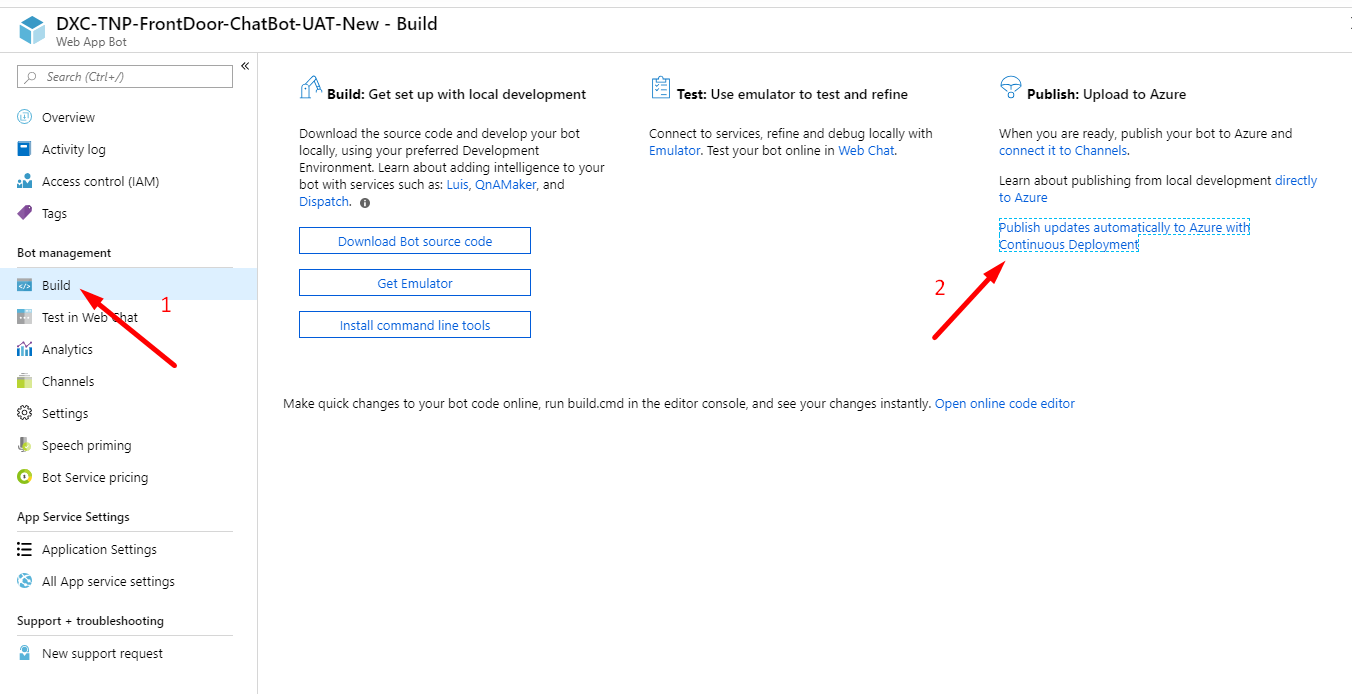 DXC-TNP-FrontDoor-ChatBot-UAT-New - Build
Web App Bot
Search (Ctrl+/)
«
Overview
Activity log
Access control (IAM)
Tags
Bot management
Build
Test in Web Chat
Analytics
Channels
Settings
Speech priming
Bot Service pricing
App Service Settings
Application Settings
All App service settings
Support + troubleshooting
New support request
1
Build: Get set up with local development
Download the source code and develop your bot
locally, using your preferred Development
Environment. Learn about adding intelligence to your
bot with services such as: Luis, QnAMaker, and
Dispatch.
Download Bot source code
Get Emulator
Install command line tools
Test: Use emulator to test and refine
Connect to services, refine and debug locally with
Emulator. Test your bot online in Web Chat.
Publish: Upload to Azure
When you are ready, publish your bot to Azure and
connect it to Channels.
Learn about publishing from local development directly
to Azure
Publish updates automatically to Azure with
Continuous Deployment
2
Make quick changes to your bot code online, run build.cmd in the editor console, and see your changes instantly. Open online code editor